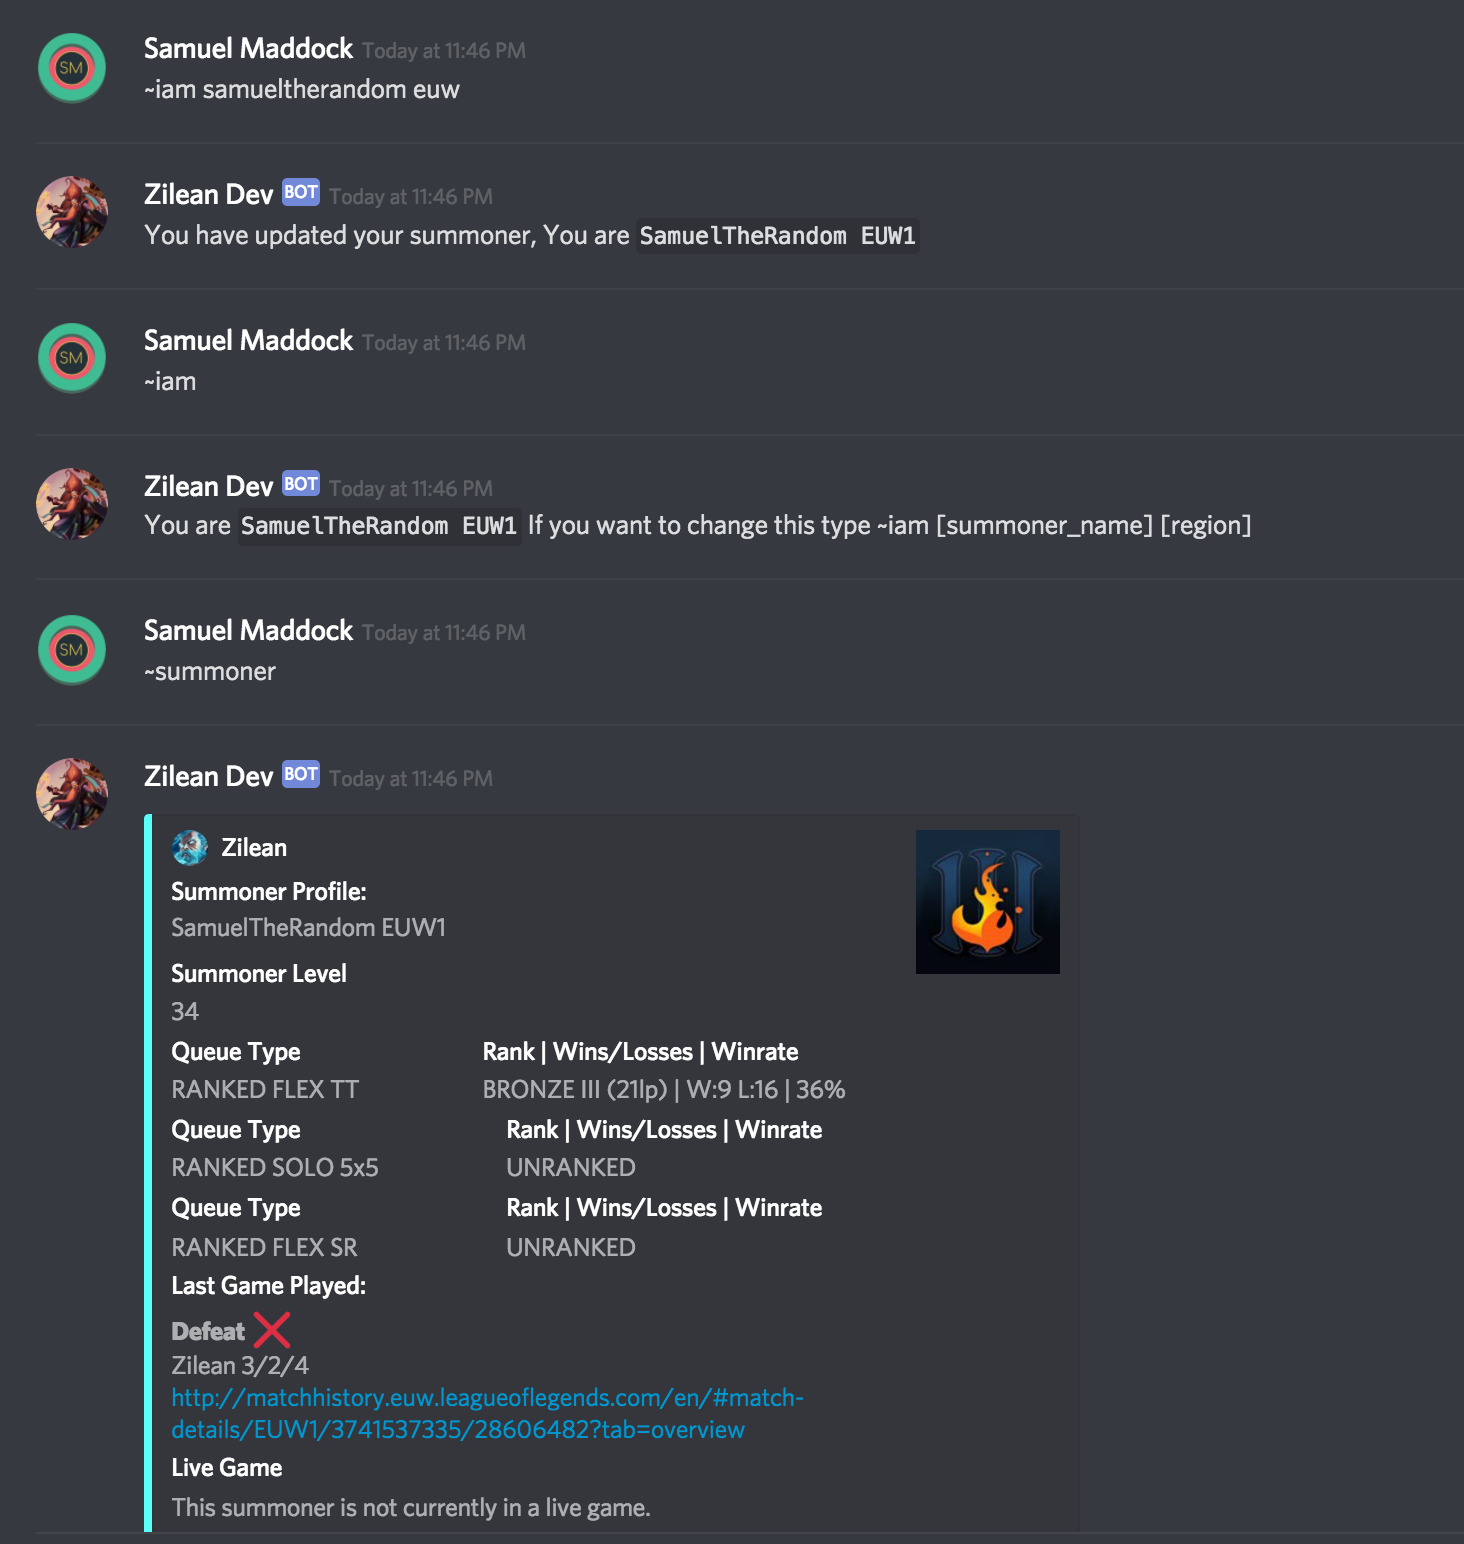 SM
Samuel Maddock Today at 11:46 PM
~iam samueltherandom euw
Zilean Dev BOT Today at 11:46 PM
You have updated your summoner, You are SamuelTheRandom EUW1
SM
Samuel Maddock Today at 11:46 PM
~iam
Zilean Dev BOT Today at 11:46 PM
You are SamuelTheRandom EUW1 If you want to change this type ~iam [summoner_name] [region]
SM
Samuel Maddock Today at 11:46 PM
~summoner
Zilean Dev BOT Today at 11:46 PM
Zilean
Summoner Profile:
SamuelTheRandom EUW1
Summoner Level
34
Queue Type Rank | Wins/Losses | Winrate
RANKED FLEX TT BRONZE III (21lp) | W:9 L:16 | 36%
Queue Type Rank | Wins/Losses | Winrate
RANKED SOLO 5x5 UNRANKED
Queue Type Rank | Wins/Losses | Winrate
RANKED FLEX SR UNRANKED
Last Game Played:
Defeat ❌
Zilean 3/2/4
http://matchhistory.euw.leagueoflegends.com/en/#match-
details/EUW1/3741537335/28606482?tab=overview
Live Game
This summoner is not currently in a live game.